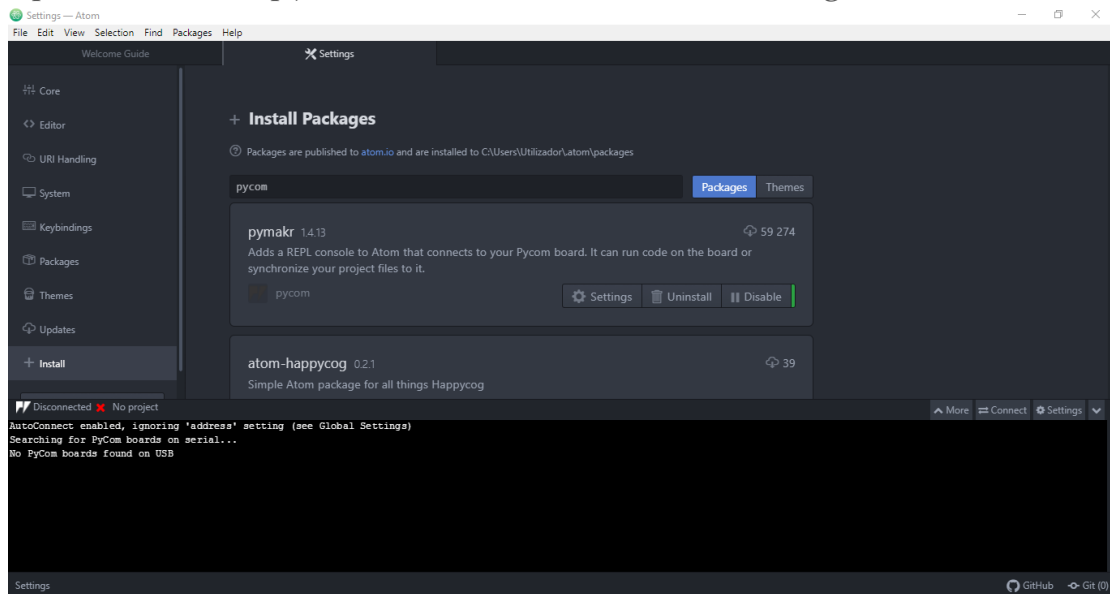 Settings — Atom
File Edit View Selection Find Packages Help
Welcome Guide
Settings
Core
Editor
URI Handling
System
Keybindings
Packages
Themes
Updates
+ Install
+ Install Packages
Packages are published to atom.io and are installed to C:\Users\Utilizador\.atom\packages
pycom
Packages Themes
pymakr 1.4.13 59 274
Adds a REPL console to Atom that connects to your Pycom board. It can run code on the board or
synchronize your project files to it.
pycom
Settings Uninstall Disable
atom-happycog 0.2.1 39
Simple Atom package for all things Happycog
Disconnected No project
More Connect Settings
AutoConnect enabled, ignoring 'address' setting (see Global Settings)
Searching for PyCom boards on serial...
No PyCom boards found on USB
Settings
GitHub Git (0)